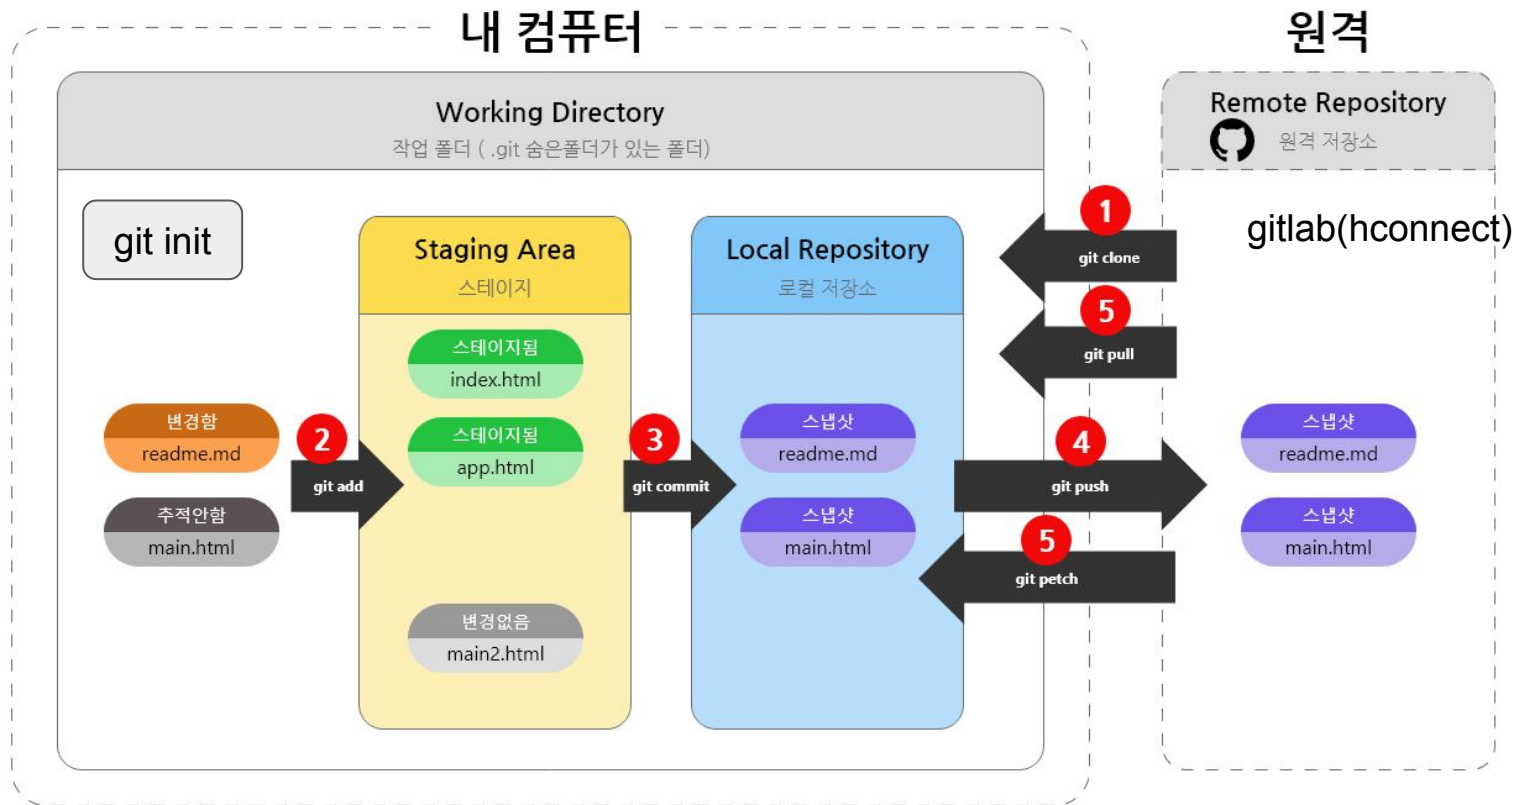 내 컴퓨터
원격
Working Directory
작업 폴더 ( .git 숨은폴더가 있는 폴더)
Remote Repository
원격 저장소
git init
gitlab(hconnect)
Staging Area
스테이지
Local Repository
로컬 저장소
1
git clone
5
git pull
스테이지됨
index.html
스테이지됨
app.html
변경함
readme.md
추적안함
main.html
2
git add
3
git commit
스냅샷
readme.md
스냅샷
main.html
4
git push
5
git petch
스냅샷
readme.md
스냅샷
main.html
변경없음
main2.html